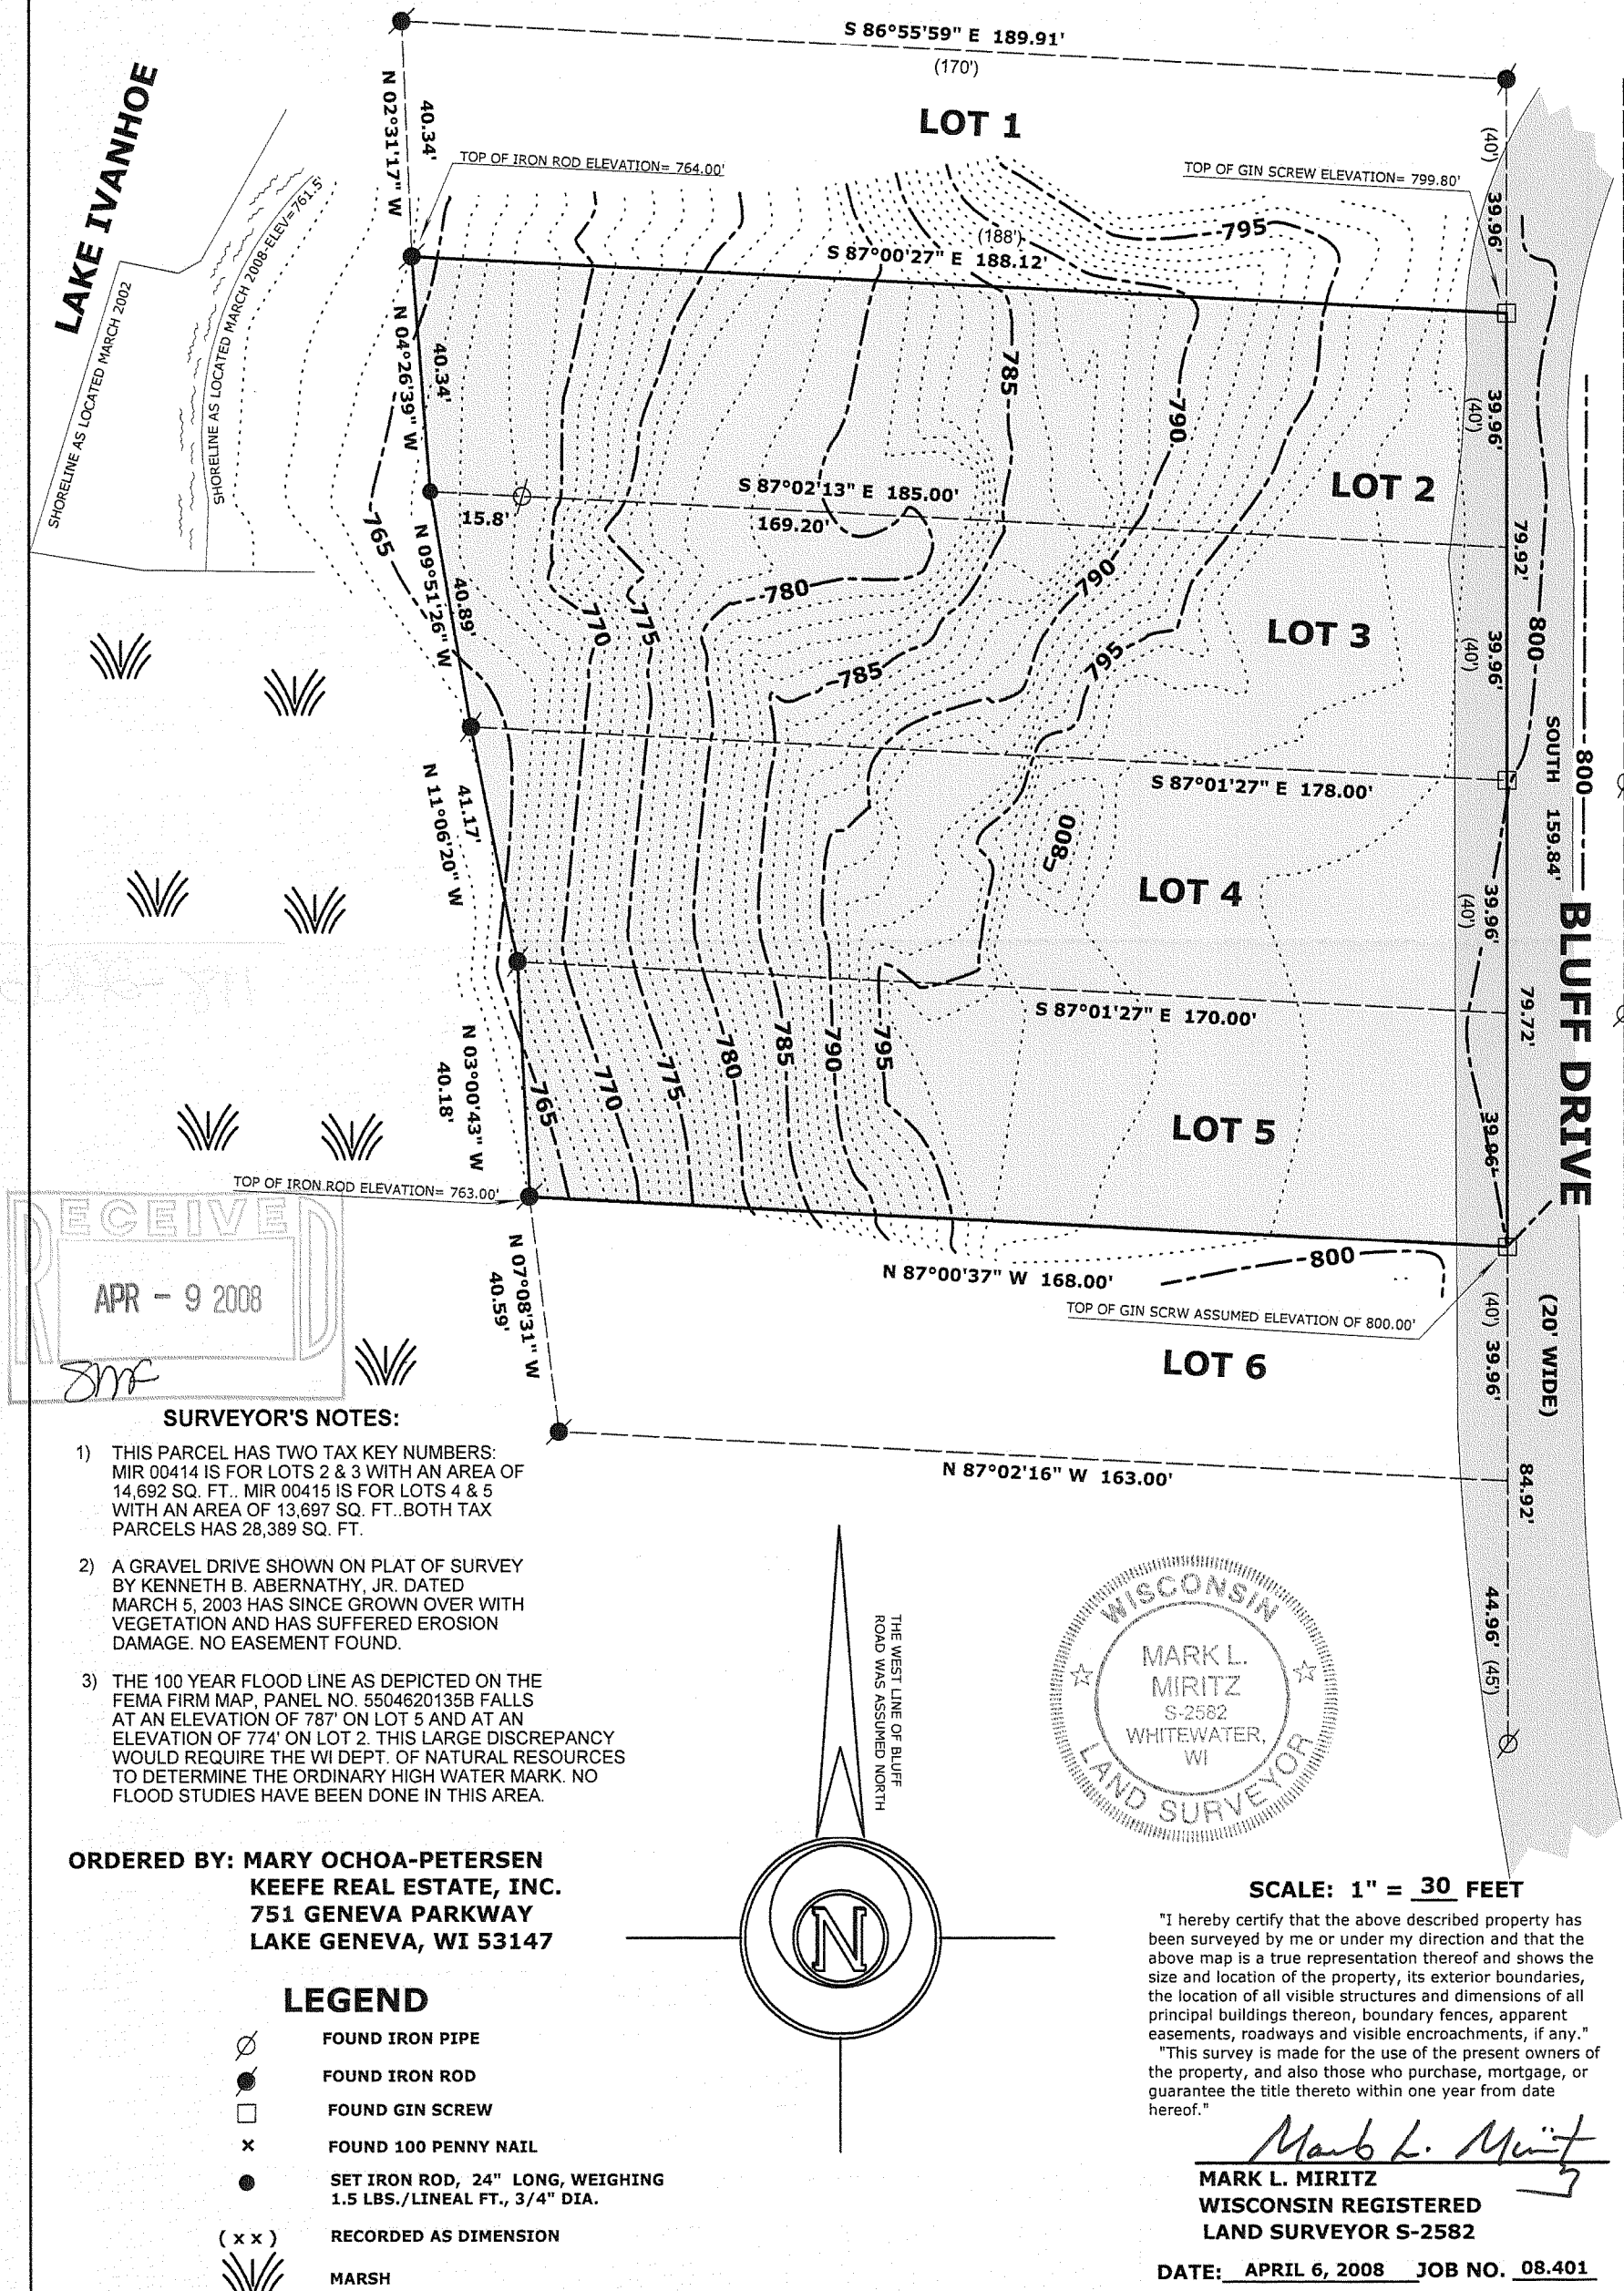 S 86°55'59" E 189.91'
(170')
LAKE IVANHOE
N 02°31'17" W
40.34'
LOT 1
(40')
39.96'
TOP OF IRON ROD ELEVATION= 764.00'
TOP OF GIN SCREW ELEVATION= 799.80'
795
(188')
S 87°00'27" E 188.12'
SHORELINE AS LOCATED MARCH 2002
SHORELINE AS LOCATED MARCH 2008-ELEV=761.5'
N 04°26'39" W
40.34'
785
790
39.96'
(40')
LOT 2
S 87°02'13" E 185.00'
15.8'
169.20'
765
N 09°51'26" W
40.89'
770
775
780
790
785
795
LOT 3
39.96'
(40')
79.92'
800
SOUTH 159.84'
800
S 87°01'27" E 178.00'
N 11°06'20" W
41.17'
800
LOT 4
39.96'
(40')
BLUFF DRIVE
S 87°01'27" E 170.00'
79.72'
N 03°00'43" W
40.18'
765
770
775
780
785
790
795
LOT 5
39.96'
TOP OF IRON ROD ELEVATION= 763.00'
RECEIVED
APR - 9 2008
N 07°08'31" W
40.59'
N 87°00'37" W 168.00'
800
TOP OF GIN SCRW ASSUMED ELEVATION OF 800.00'
(40') 39.96'
(20' WIDE)
LOT 6
N 87°02'16" W 163.00'
84.92'
44.96' (45')
SURVEYOR'S NOTES:
1) THIS PARCEL HAS TWO TAX KEY NUMBERS:
MIR 00414 IS FOR LOTS 2 & 3 WITH AN AREA OF
14,692 SQ. FT.. MIR 00415 IS FOR LOTS 4 & 5
WITH AN AREA OF 13,697 SQ. FT..BOTH TAX
PARCELS HAS 28,389 SQ. FT.
2) A GRAVEL DRIVE SHOWN ON PLAT OF SURVEY
BY KENNETH B. ABERNATHY, JR. DATED
MARCH 5, 2003 HAS SINCE GROWN OVER WITH
VEGETATION AND HAS SUFFERED EROSION
DAMAGE. NO EASEMENT FOUND.
3) THE 100 YEAR FLOOD LINE AS DEPICTED ON THE
FEMA FIRM MAP, PANEL NO. 5504620135B FALLS
AT AN ELEVATION OF 787' ON LOT 5 AND AT AN
ELEVATION OF 774' ON LOT 2. THIS LARGE DISCREPANCY
WOULD REQUIRE THE WI DEPT. OF NATURAL RESOURCES
TO DETERMINE THE ORDINARY HIGH WATER MARK. NO
FLOOD STUDIES HAVE BEEN DONE IN THIS AREA.
THE WEST LINE OF BLUFF
ROAD WAS ASSUMED NORTH
N
WISCONSIN
MARK L.
MIRITZ
S-2582
WHITEWATER,
WI
LAND SURVEYOR
ORDERED BY: MARY OCHOA-PETERSEN
KEEFE REAL ESTATE, INC.
751 GENEVA PARKWAY
LAKE GENEVA, WI 53147
LEGEND
FOUND IRON PIPE
FOUND IRON ROD
FOUND GIN SCREW
FOUND 100 PENNY NAIL
SET IRON ROD, 24" LONG, WEIGHING
1.5 LBS./LINEAL FT., 3/4" DIA.
(xx) RECORDED AS DIMENSION
MARSH
SCALE: 1" = 30 FEET
"I hereby certify that the above described property has
been surveyed by me or under my direction and that the
above map is a true representation thereof and shows the
size and location of the property, its exterior boundaries,
the location of all visible structures and dimensions of all
principal buildings thereon, boundary fences, apparent
easements, roadways and visible encroachments, if any."
"This survey is made for the use of the present owners of
the property, and also those who purchase, mortgage, or
guarantee the title thereto within one year from date
hereof."
Mark L. Miritz
MARK L. MIRITZ
WISCONSIN REGISTERED
LAND SURVEYOR S-2582
DATE: APRIL 6, 2008 JOB NO. 08.401